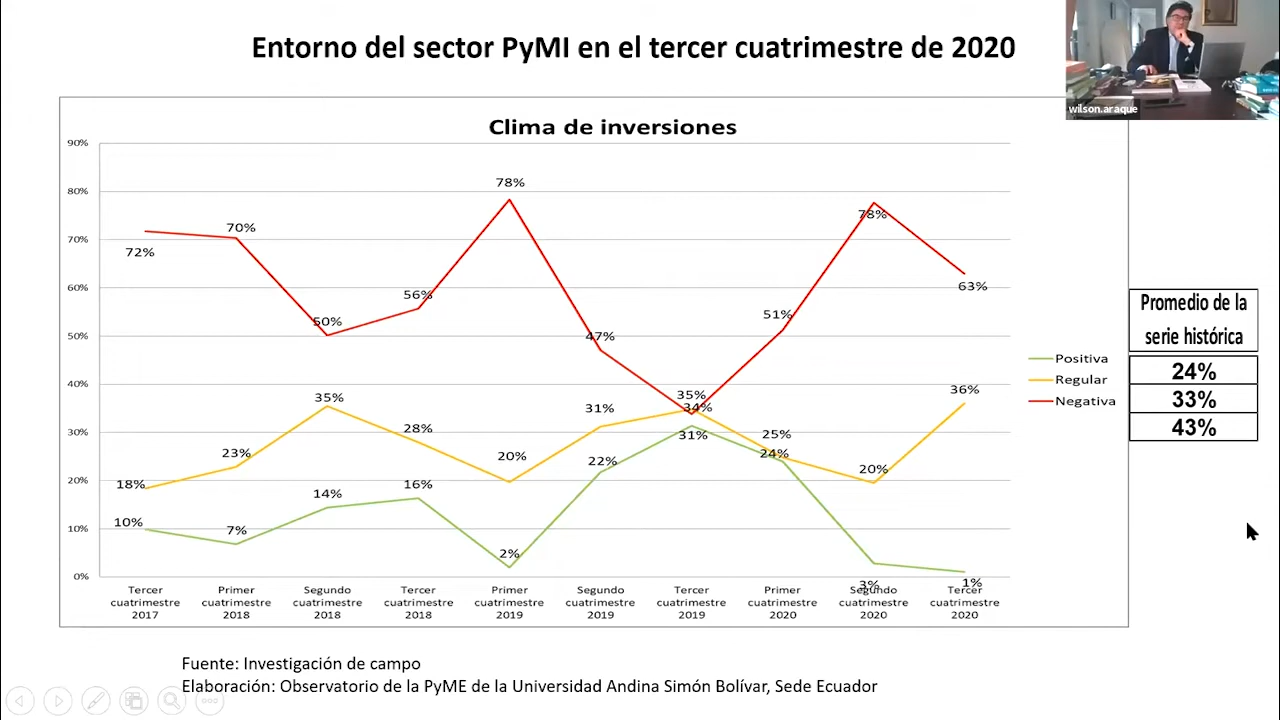 Entorno del sector PyMI en el tercer cuatrimestre de 2020
wilson.araque
Clima de inversiones
90%
80%
70%
60%
50%
40%
30%
20%
10%
0%
72%
70%
50%
56%
78%
47%
34%
51%
78%
63%
18%
23%
35%
28%
20%
31%
35%
25%
20%
36%
10%
7%
14%
16%
2%
22%
31%
24%
3%
1%
Tercer
cuatrimestre
2017
Primer
cuatrimestre
2018
Segundo
cuatrimestre
2018
Tercer
cuatrimestre
2018
Primer
cuatrimestre
2019
Segundo
cuatrimestre
2019
Tercer
cuatrimestre
2019
Primer
cuatrimestre
2020
Segundo
cuatrimestre
2020
Tercer
cuatrimestre
2020
Positiva
Regular
Negativa
Promedio de la
serie histórica
24%
33%
43%
Fuente: Investigación de campo
Elaboración: Observatorio de la PyME de la Universidad Andina Simón Bolívar, Sede Ecuador